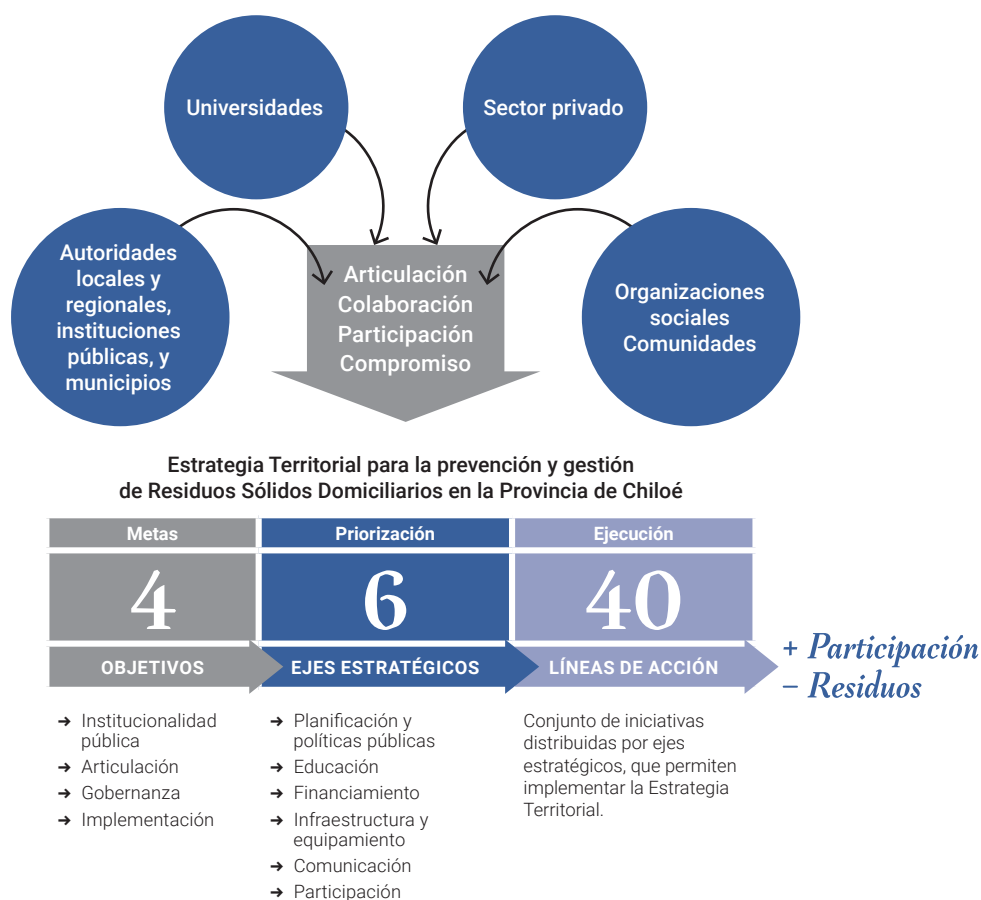 Universidades
Sector privado
Autoridades
locales y
regionales,
instituciones
públicas, y
municipios
Articulación
Colaboración
Participación
Compromiso
Organizaciones
sociales
Comunidades
Estrategia Territorial para la prevención y gestión
de Residuos Sólidos Domiciliarios en la Provincia de Chiloé
Metas
4
OBJETIVOS
→ Institucionalidad
pública
→ Articulación
→ Gobernanza
→ Implementación
Priorización
6
EJES ESTRATÉGICOS
→ Planificación y
políticas públicas
→ Educación
→ Financiamiento
→ Infraestructura y
equipamiento
→ Comunicación
→ Participación
Ejecución
40
LÍNEAS DE ACCIÓN
Conjunto de iniciativas
distribuidas por ejes
estratégicos, que permiten
implementar la Estrategia
Territorial.
+ Participación
– Residuos